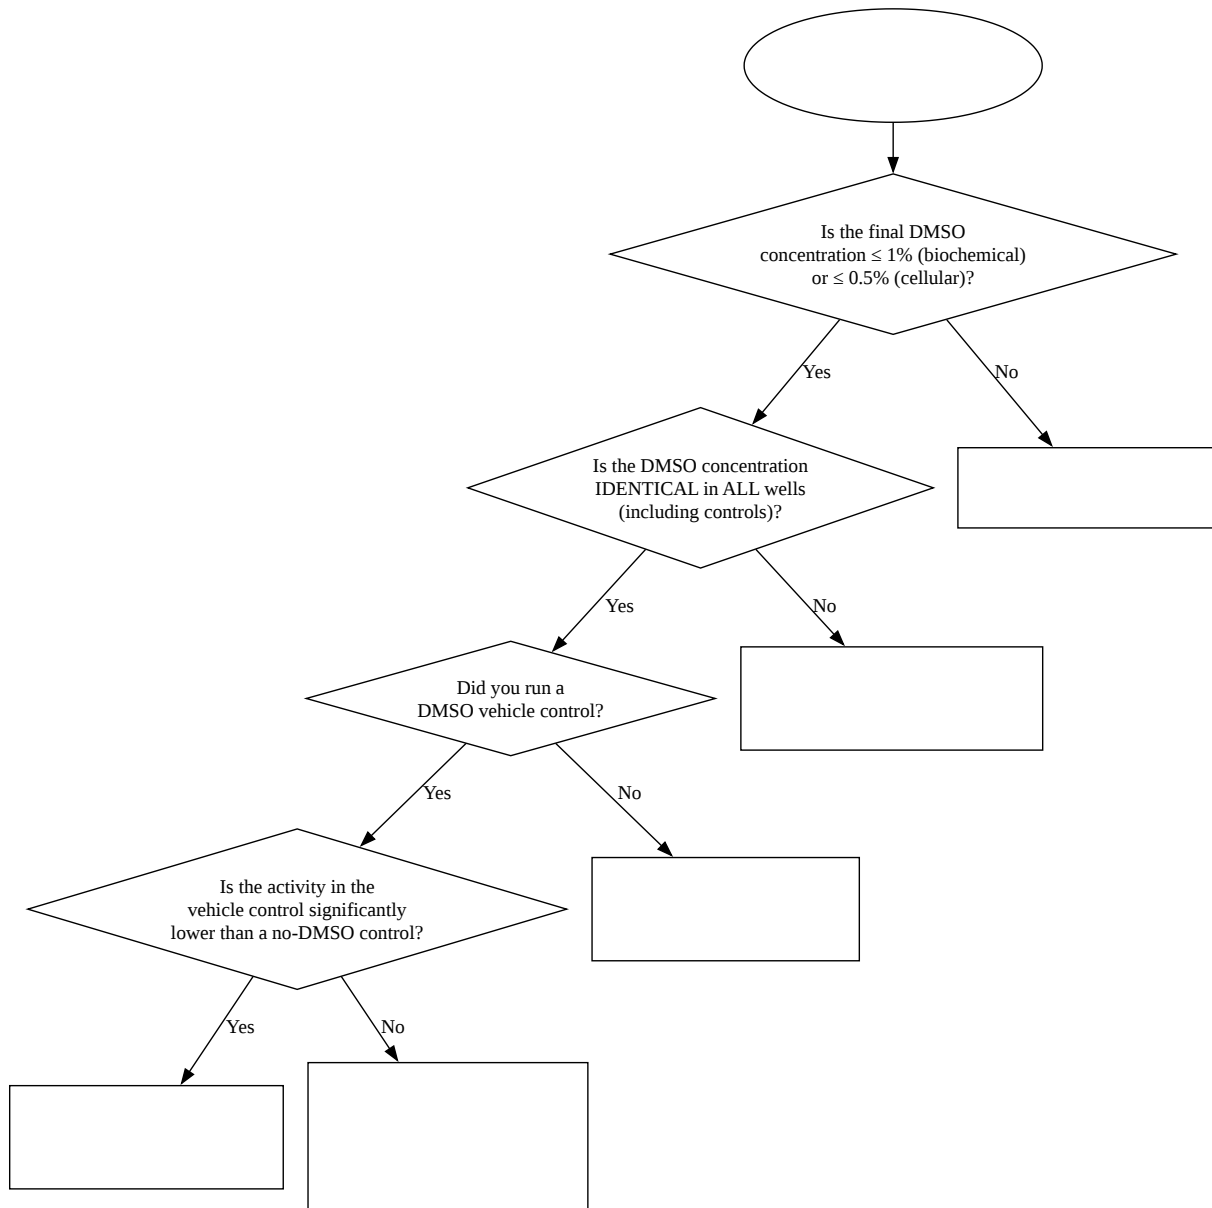 Is the final DMSO
concentration ≤ 1% (biochemical)
or ≤ 0.5% (cellular)?
Yes
No
Is the DMSO concentration
IDENTICAL in ALL wells
(including controls)?
Yes
No
Did you run a
DMSO vehicle control?
Yes
No
Is the activity in the
vehicle control significantly
lower than a no-DMSO control?
Yes
No